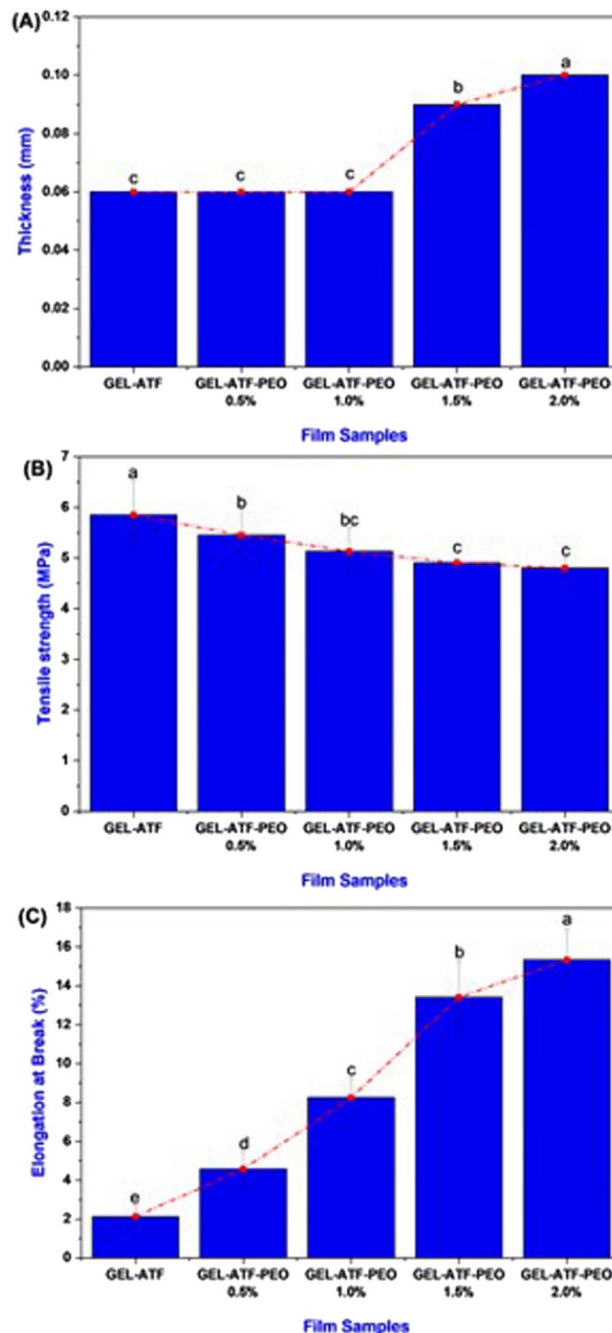 (A)
0.12
0.10
0.08
0.06
0.04
0.02
0.00
Thickness (mm)
c
c
c
b
a
GEL-ATF
GEL-ATF-PEO
0.5%
GEL-ATF-PEO
1.0%
GEL-ATF-PEO
1.5%
GEL-ATF-PEO
2.0%
Film Samples
(B)
7
6
5
4
3
2
1
0
Tensile strength (MPa)
a
b
bc
c
c
GEL-ATF
GEL-ATF-PEO
0.5%
GEL-ATF-PEO
1.0%
GEL-ATF-PEO
1.5%
GEL-ATF-PEO
2.0%
Film Samples
(C)
18
16
14
12
10
8
6
4
2
0
Elongation at Break (%)
e
d
c
b
a
GEL-ATF
GEL-ATF-PEO
0.5%
GEL-ATF-PEO
1.0%
GEL-ATF-PEO
1.5%
GEL-ATF-PEO
2.0%
Film Samples